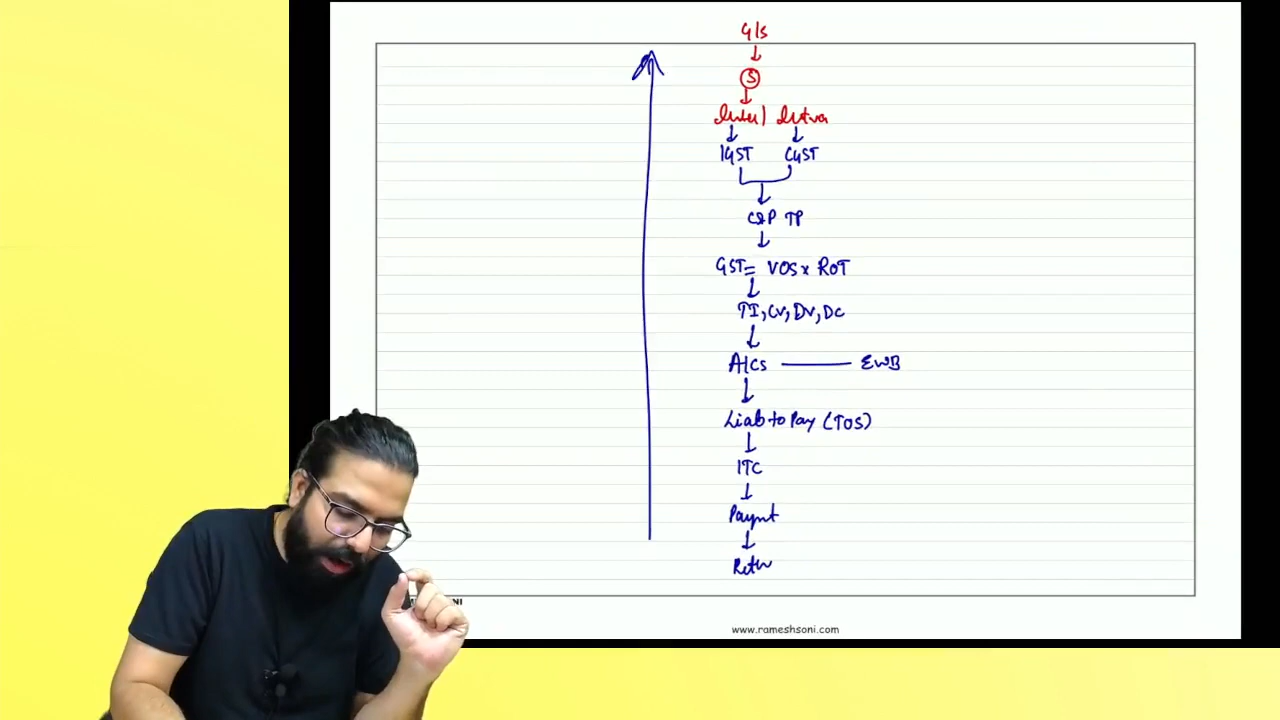 G/s
S
Inter/ Intra
IGST CGST
C&P TP
GST= VOS x ROT
TI, CV, DV, DC
A/Cs — EWB
Liab to Pay (TOS)
ITC
Paymt
Retn
NI
www.rameshsoni.com